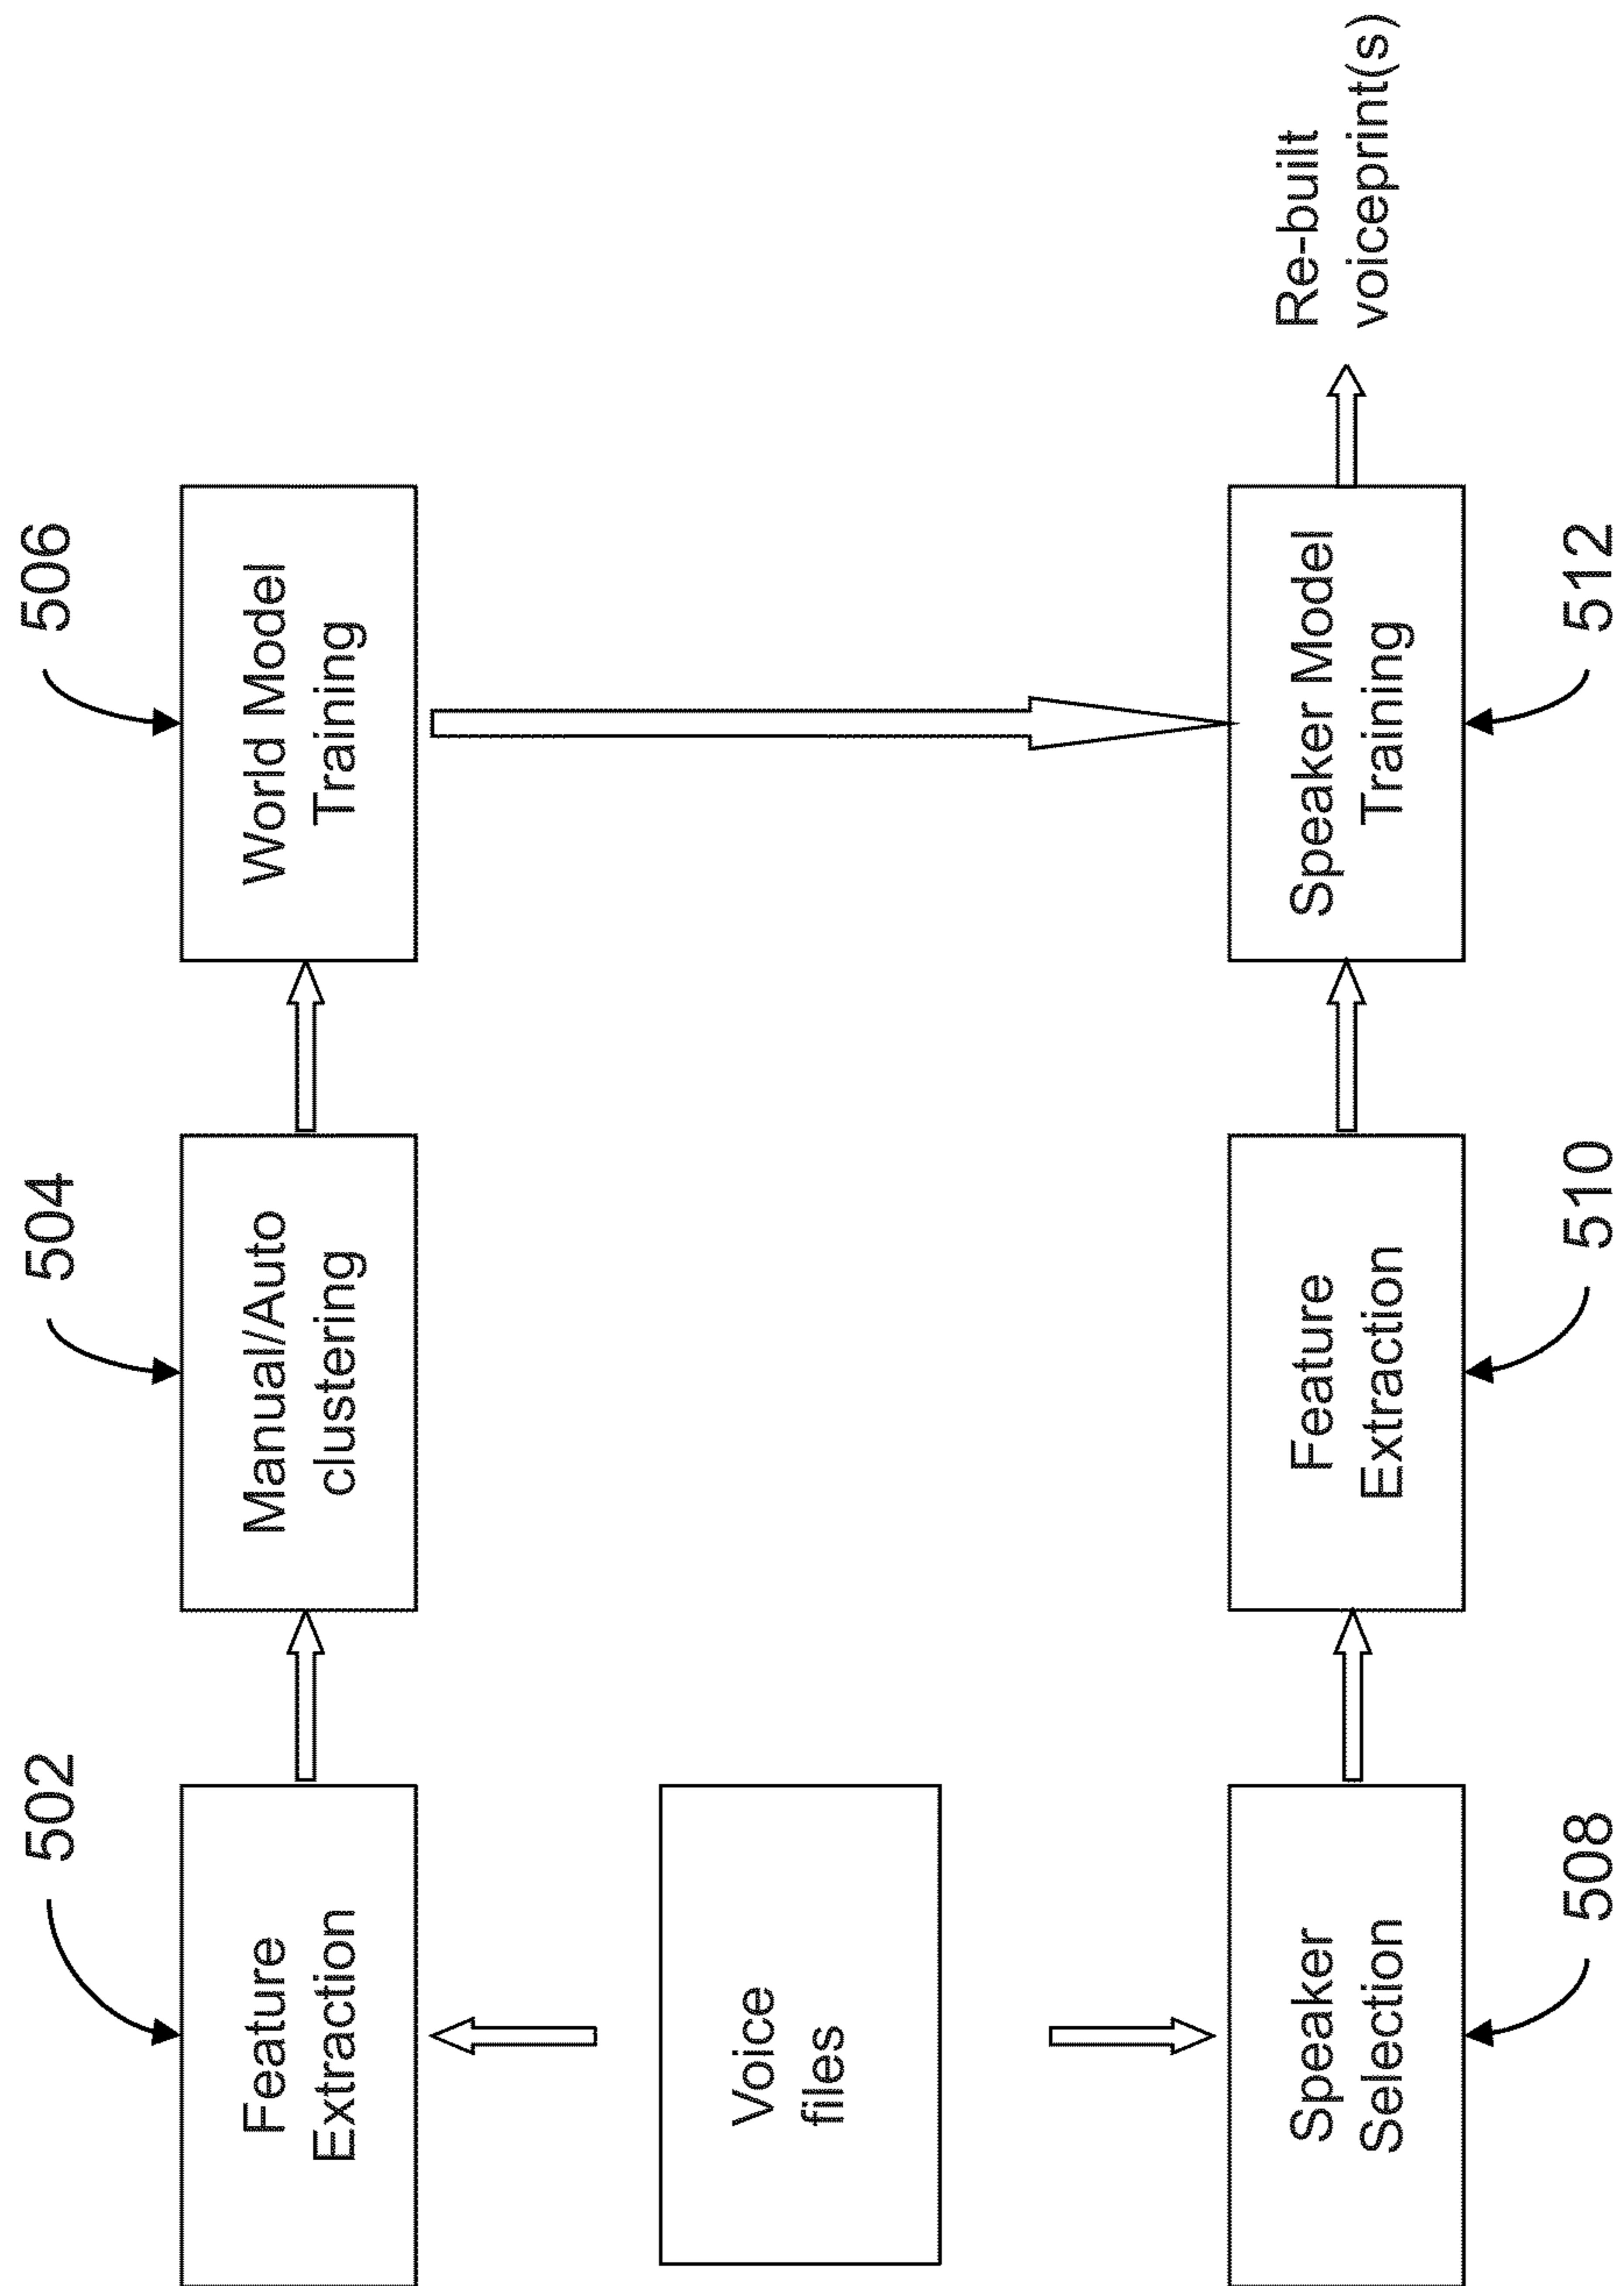 502
504
506
Feature
Extraction
Manual/Auto
clustering
World Model
Training
Voice
files
Speaker
Selection
Feature
Extraction
Speaker Model
Training
Re-built
voiceprint(s)
508
510
512